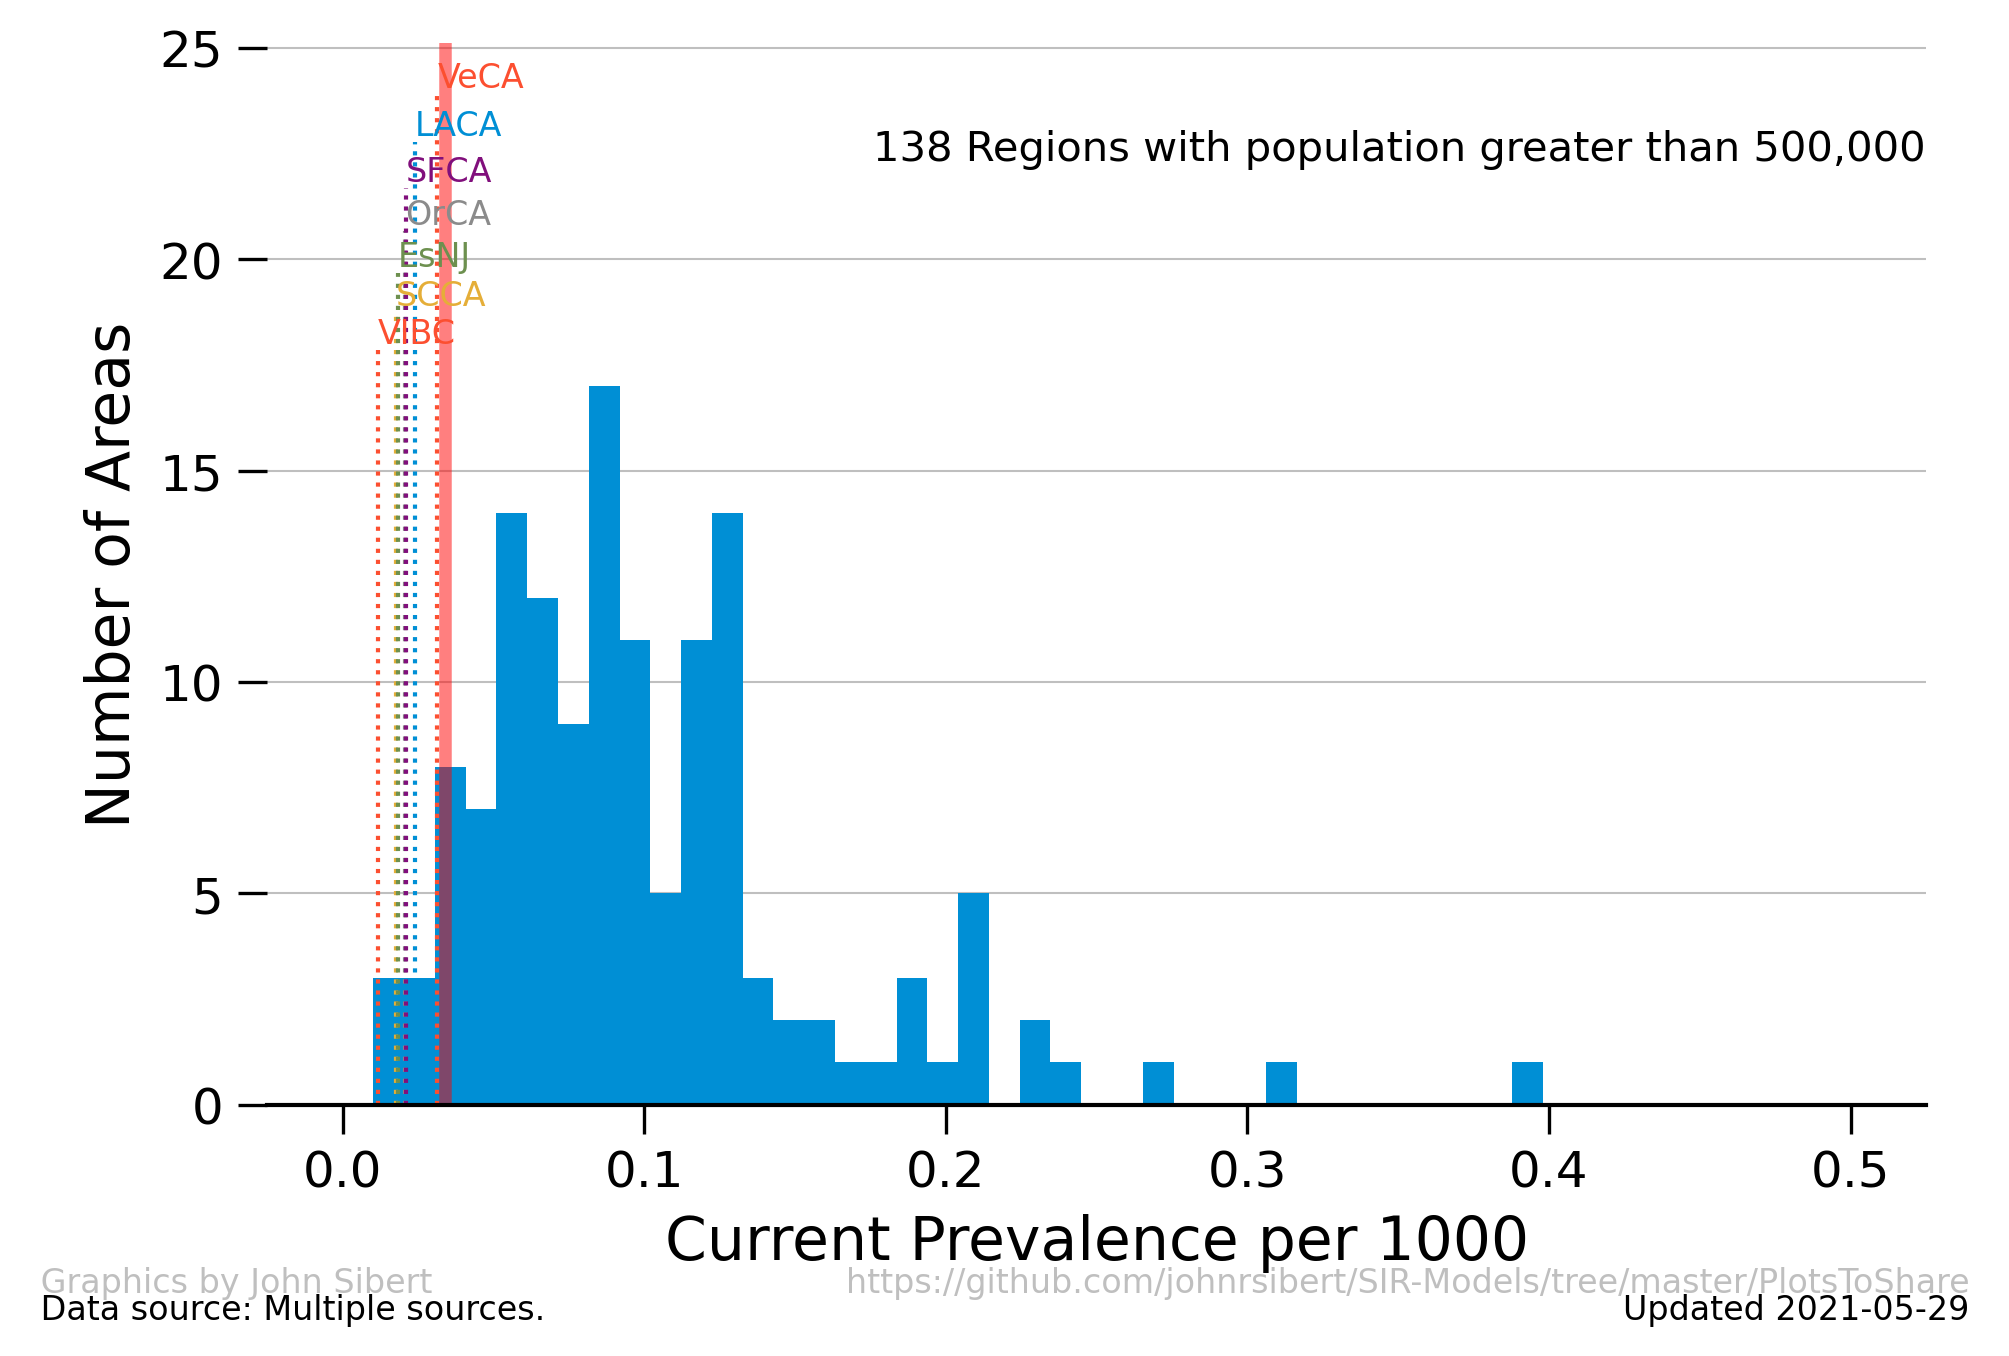 25
VeCA
LACA
138 Regions with population greater than 500,000
SFCA
OrCA
EsNJ
20
SCCA
VIBC
15
Number of Areas
10
5
0
0.0 0.1 0.2 0.3 0.4 0.5
Current Prevalence per 1000
Graphics by John Sibert
https://github.com/johnrsibert/SIR-Models/tree/master/PlotsToShare
Data source: Multiple sources.
Updated 2021-05-29